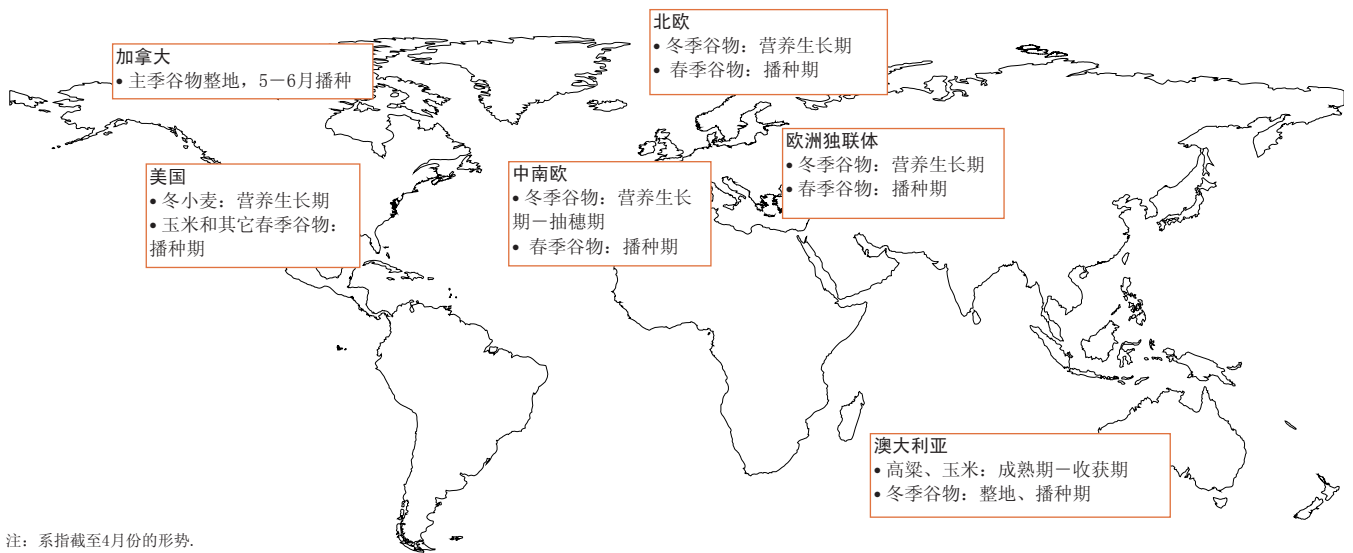 北欧
• 冬季谷物：营养生长期
• 春季谷物：播种期
加拿大
• 主季谷物整地，5－6月播种
欧洲独联体
• 冬季谷物：营养生长期
• 春季谷物：播种期
美国
• 冬小麦：营养生长期
• 玉米和其它春季谷物：
播种期
中南欧
• 冬季谷物：营养生长
期－抽穗期
• 春季谷物：播种期
澳大利亚
• 高粱、玉米：成熟期－收获期
• 冬季谷物：整地、播种期
注：系指截至4月份的形势.